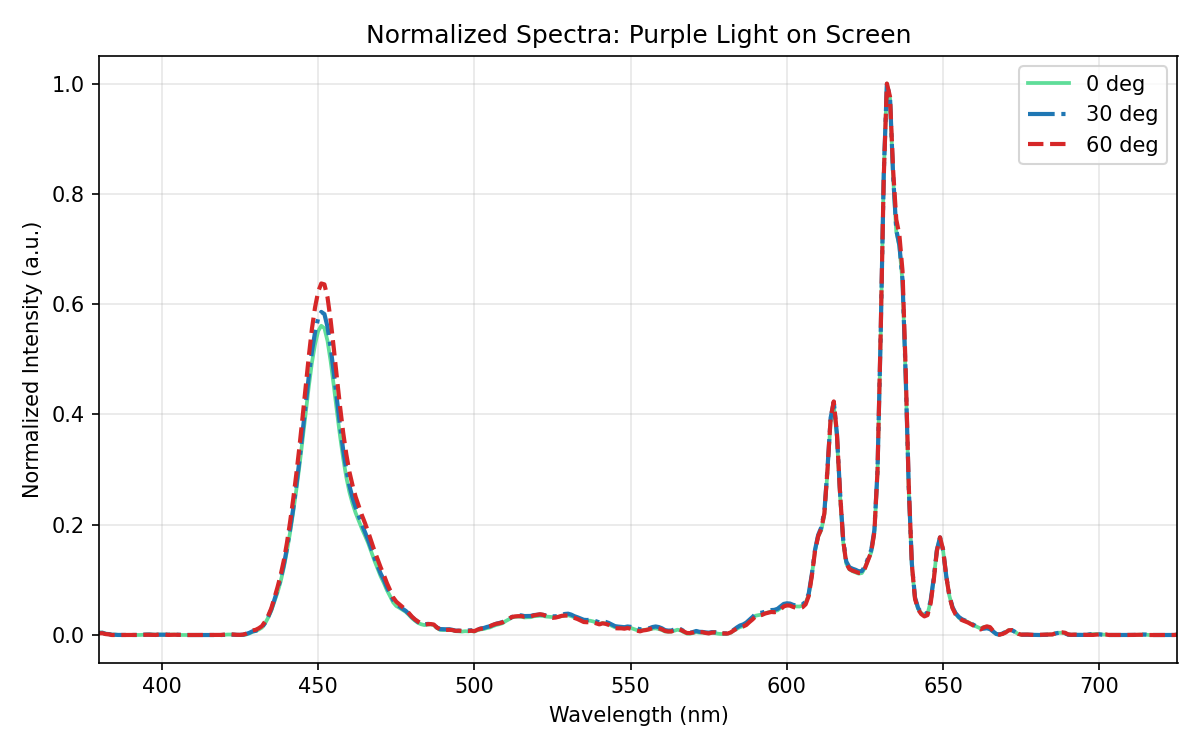 Normalized Spectra: Purple Light on Screen
0 deg
30 deg
60 deg
Normalized Intensity (a.u.)
1.0
0.8
0.6
0.4
0.2
0.0
400 450 500 550 600 650 700
Wavelength (nm)